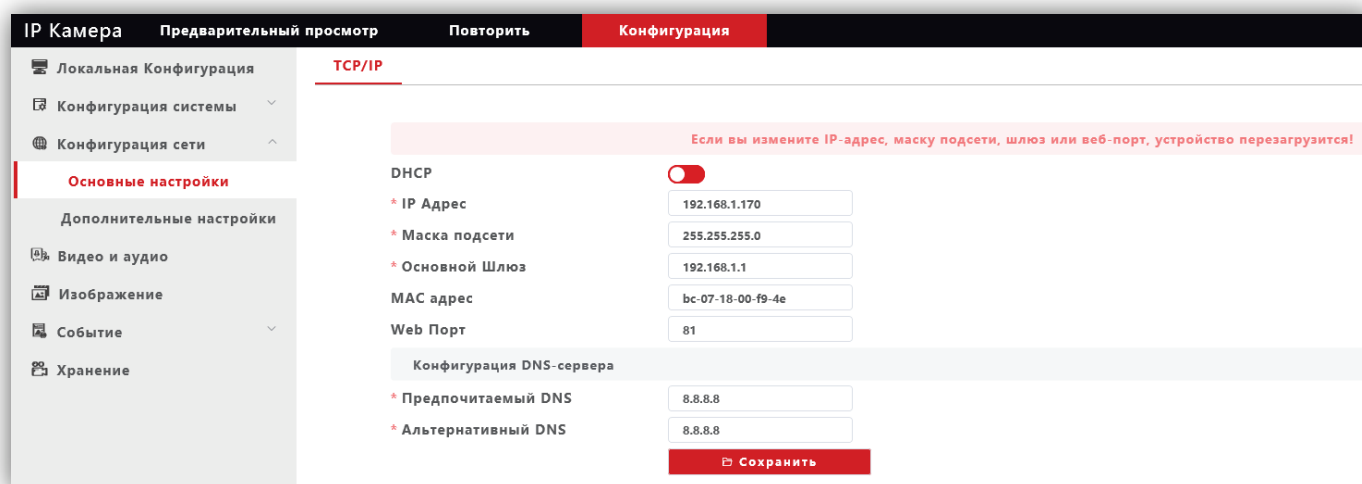 IP Камера Предварительный просмотр Повторить Конфигурация
Локальная Конфигурация
Конфигурация системы
Конфигурация сети
Основные настройки
Дополнительные настройки
Видео и аудио
Изображение
Событие
Хранение
TCP/IP
Если вы измените IP-адрес, маску подсети, шлюз или веб-порт, устройство перезагрузится!
DHCP
* IP Адрес 192.168.1.170
* Маска подсети 255.255.255.0
* Основной Шлюз 192.168.1.1
MAC адрес bc-07-18-00-f9-4e
Web Порт 81
Конфигурация DNS-сервера
* Предпочитаемый DNS 8.8.8.8
* Альтернативный DNS 8.8.8.8
Сохранить